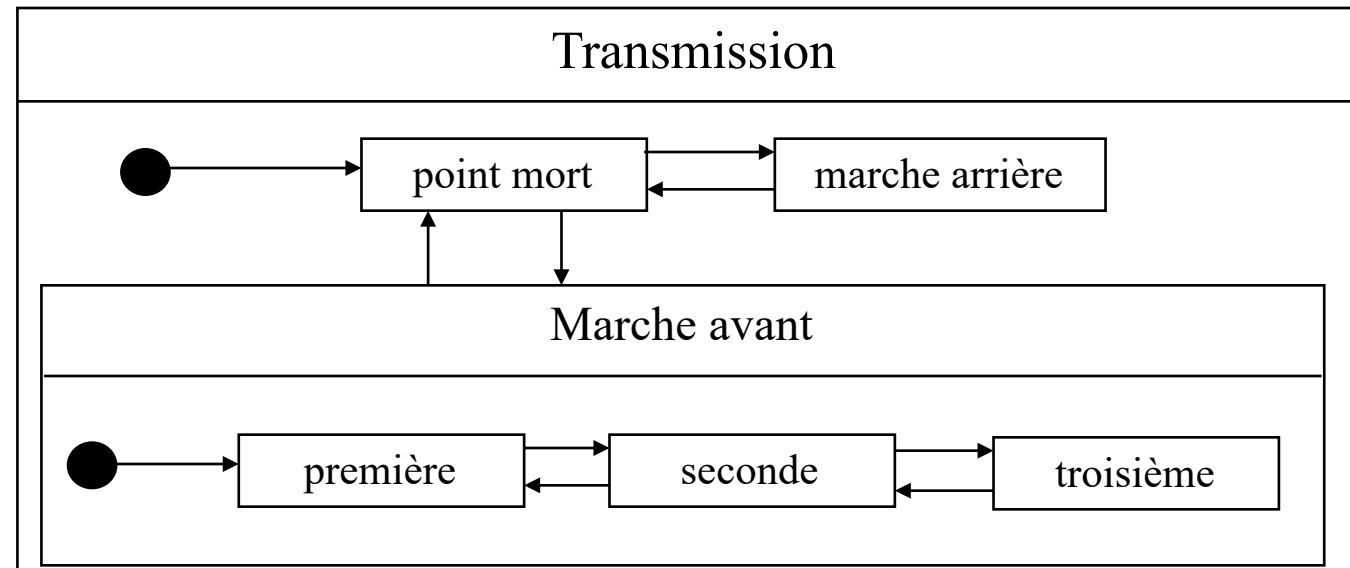 Transmission
point mort
marche arrière
Marche avant
première
seconde
troisième